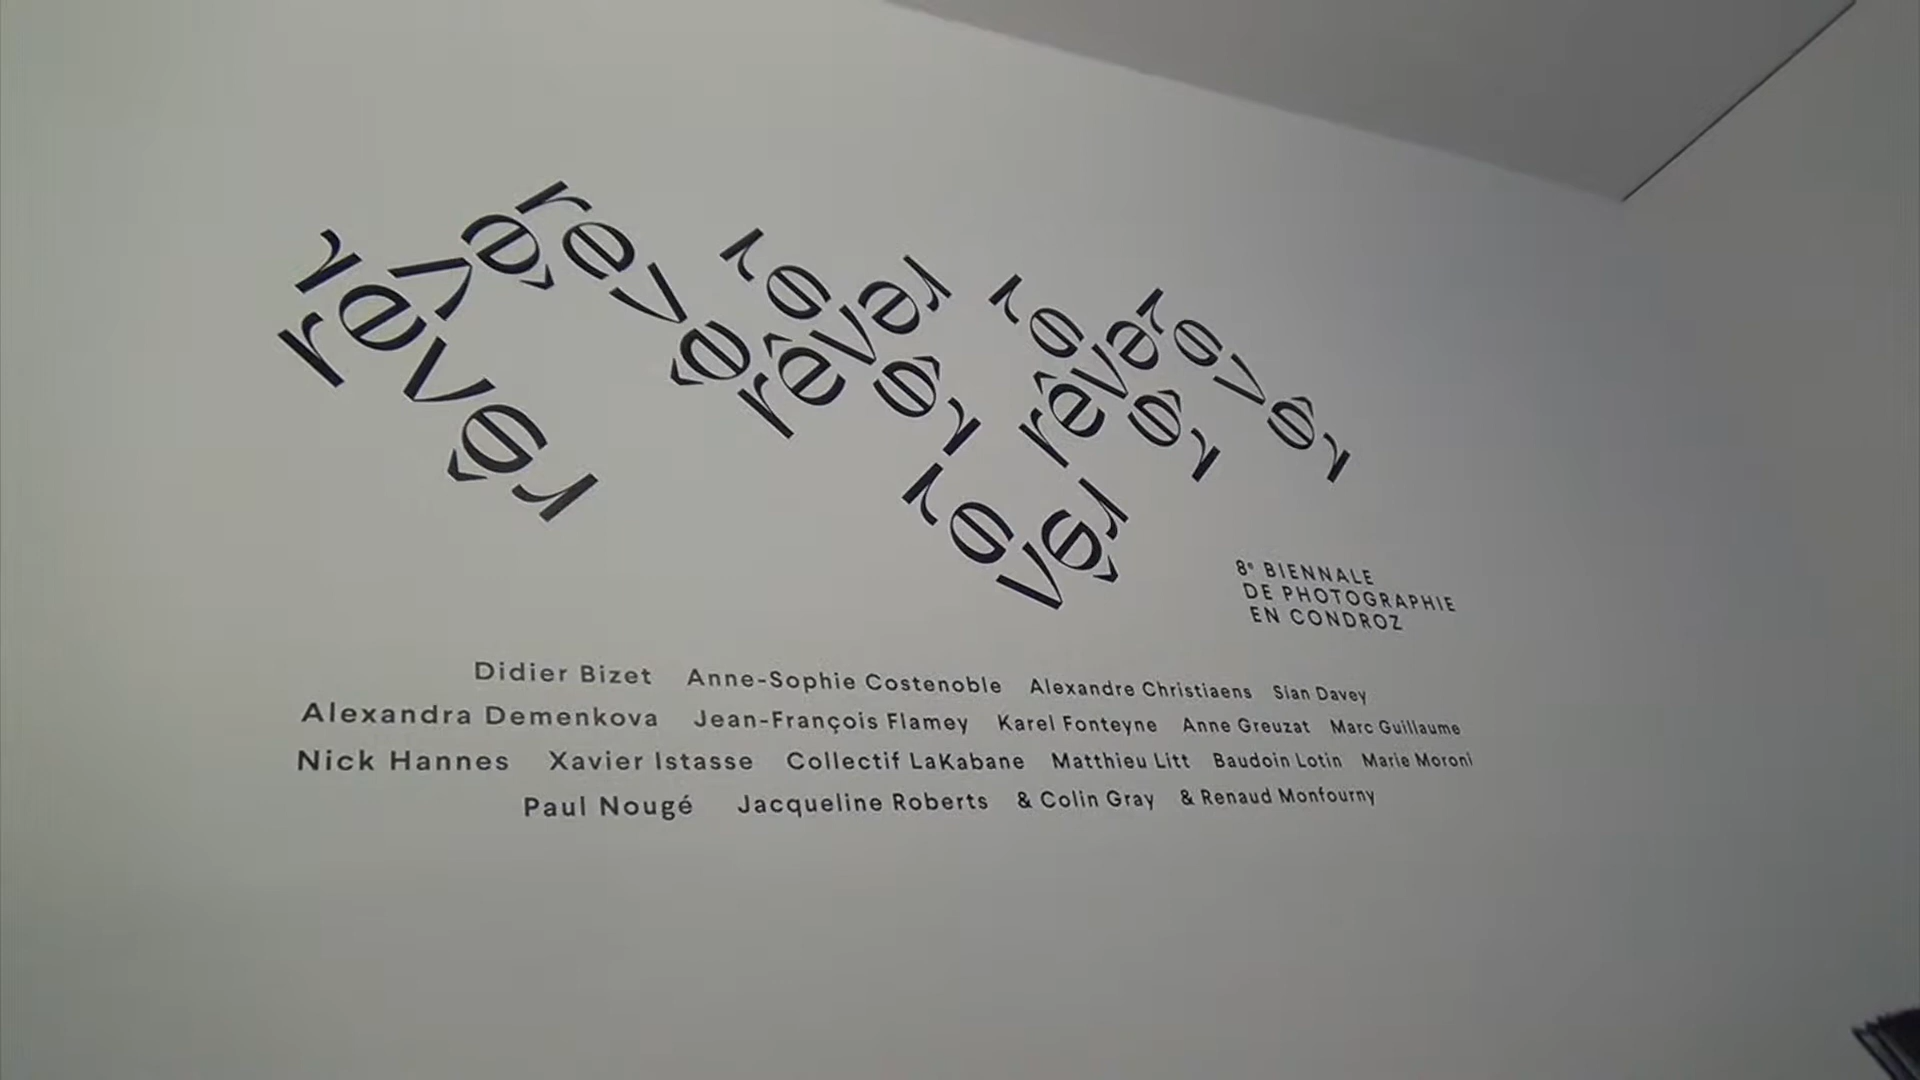 rêver rêver rêver rêver rêver rêver rêver rêver rêver
8e BIENNALE
DE PHOTOGRAPHIE
EN CONDROZ
Didier Bizet Anne-Sophie Costenoble Alexandre Christiaens Sian Davey
Alexandra Demenkova Jean-François Flamey Karel Fonteyne Anne Greuzat Marc Guillaume
Nick Hannes Xavier Istasse Collectif LaKabane Matthieu Litt Baudoin Lotin Marie Moroni
Paul Nougé Jacqueline Roberts & Colin Gray & Renaud Monfourny